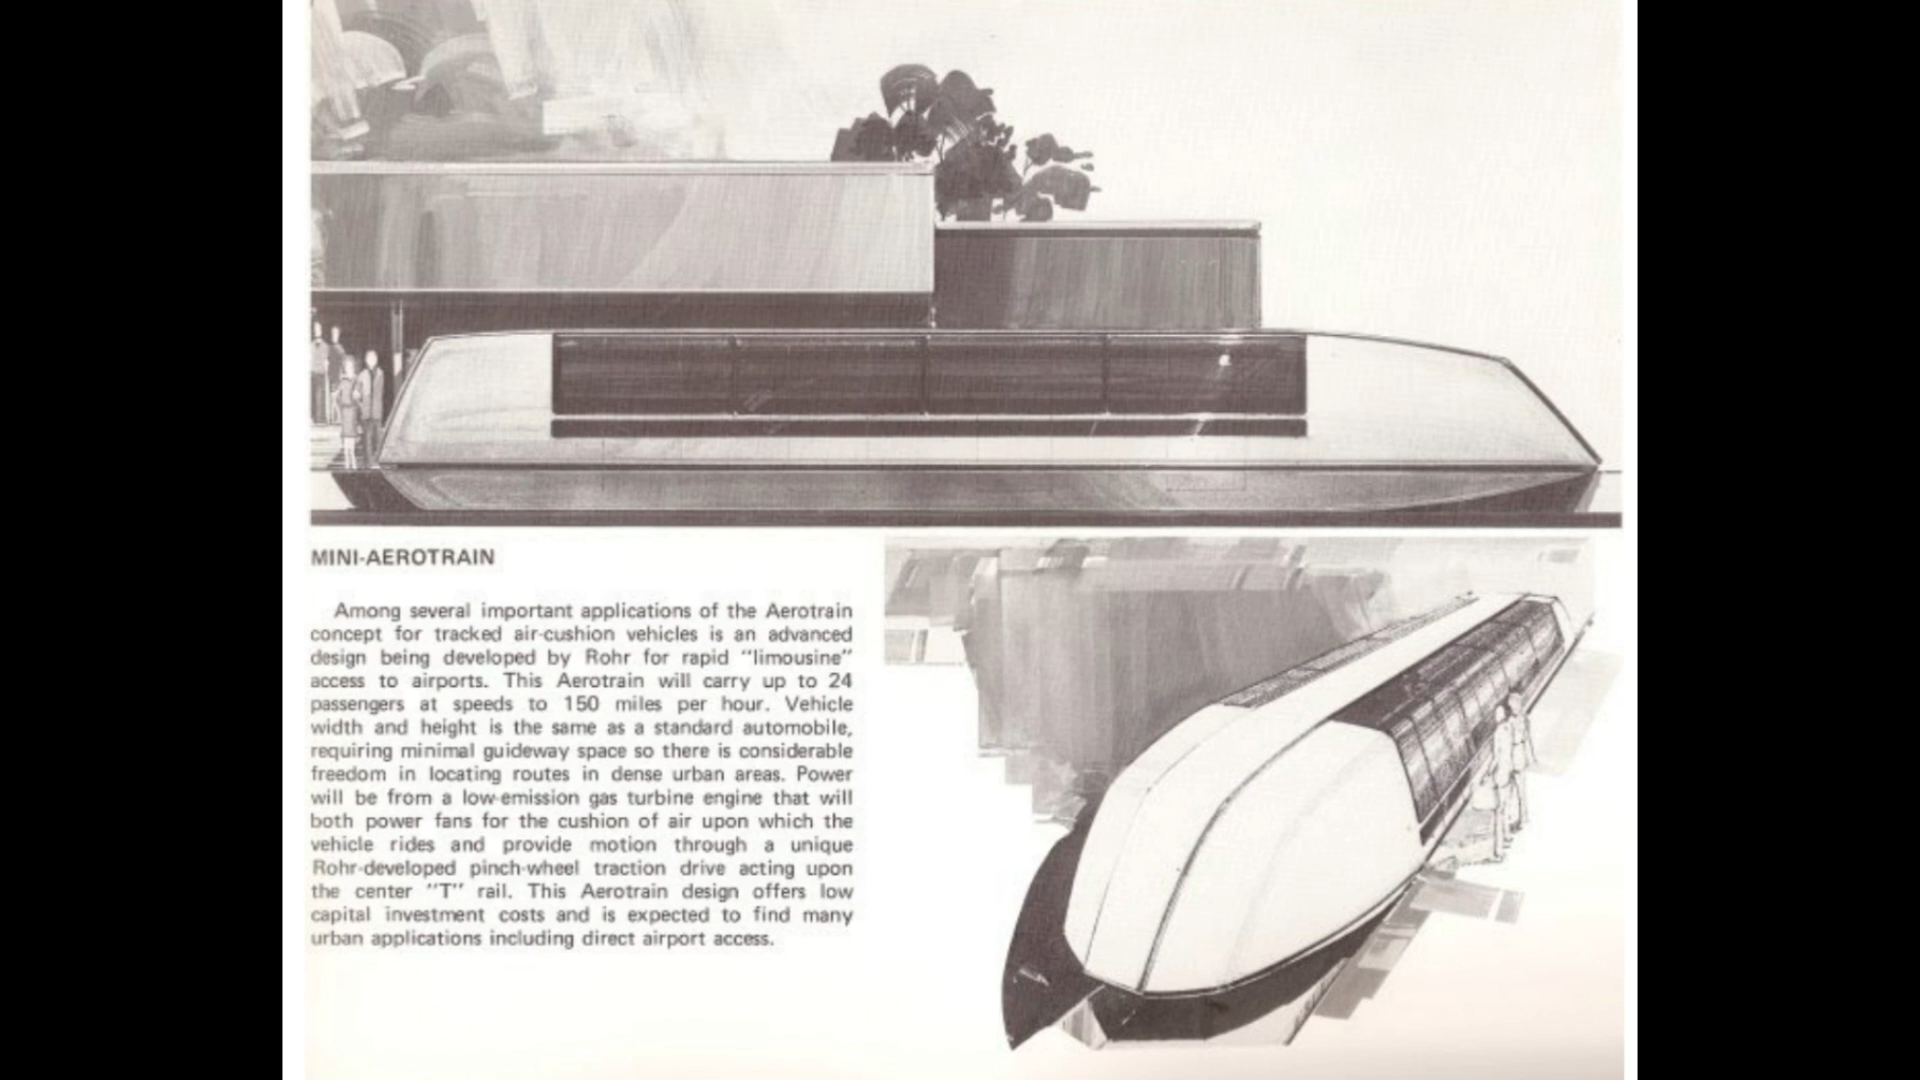 MINI-AEROTRAIN
Among several important applications of the Aerotrain
concept for tracked air-cushion vehicles is an advanced
design being developed by Rohr for rapid "limousine"
access to airports. This Aerotrain will carry up to 24
passengers at speeds to 150 miles per hour. Vehicle
width and height is the same as a standard automobile,
requiring minimal guideway space so there is considerable
freedom in locating routes in dense urban areas. Power
will be from a low-emission gas turbine engine that will
both power fans for the cushion of air upon which the
vehicle rides and provide motion through a unique
Rohr-developed pinch-wheel traction drive acting upon
the center "T" rail. This Aerotrain design offers low
capital investment costs and is expected to find many
urban applications including direct airport access.